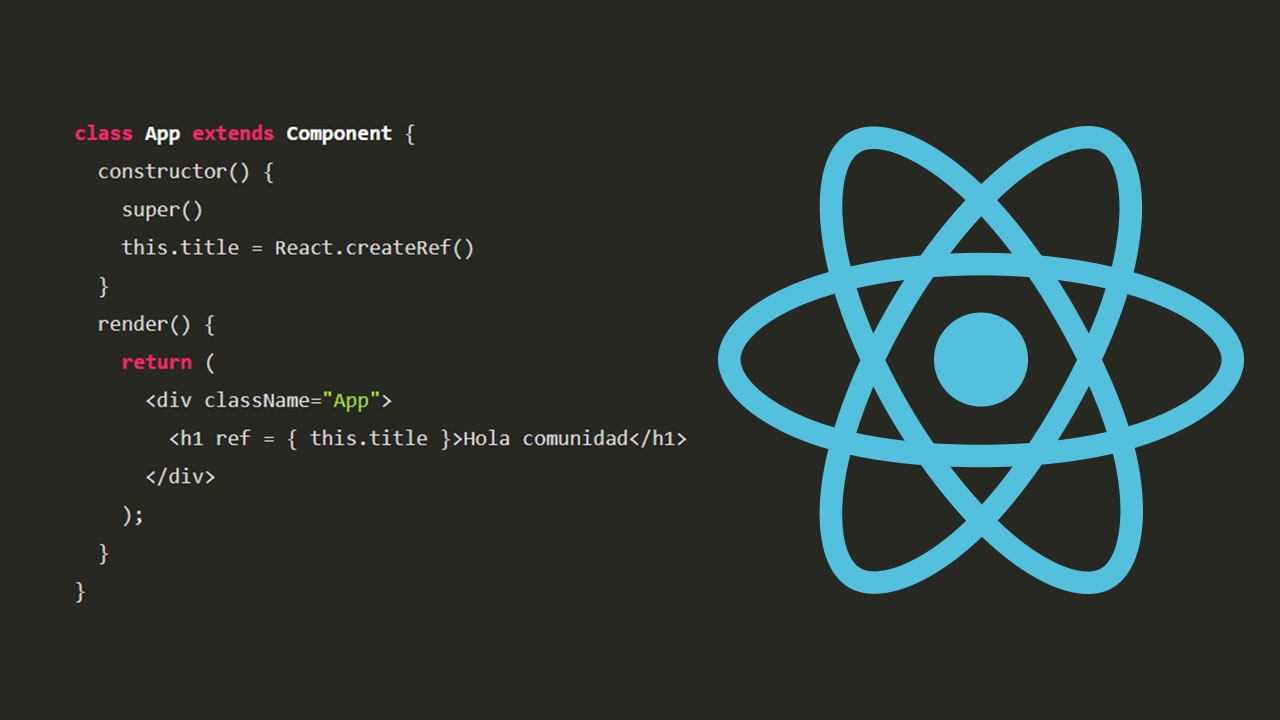 class App extends Component {
constructor() {
super()
this.title = React.createRef()
}
render() {
return (
<div className="App">
<h1 ref = { this.title }>Hola comunidad</h1>
</div>
);
}
}